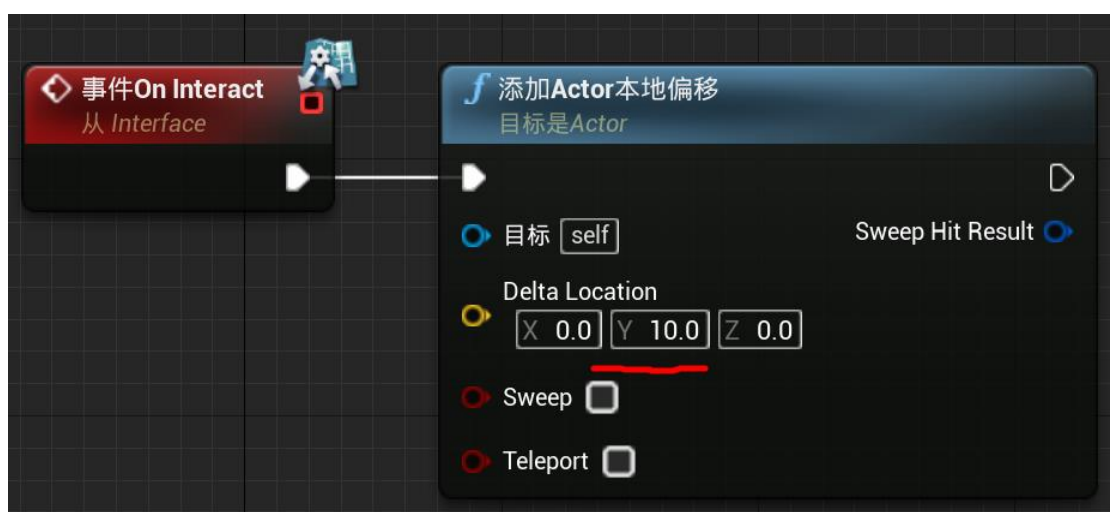 事件On Interact
从 Interface
f 添加Actor本地偏移
目标是Actor
目标 self
Sweep Hit Result
Delta Location
X 0.0 Y 10.0 Z 0.0
Sweep
Teleport